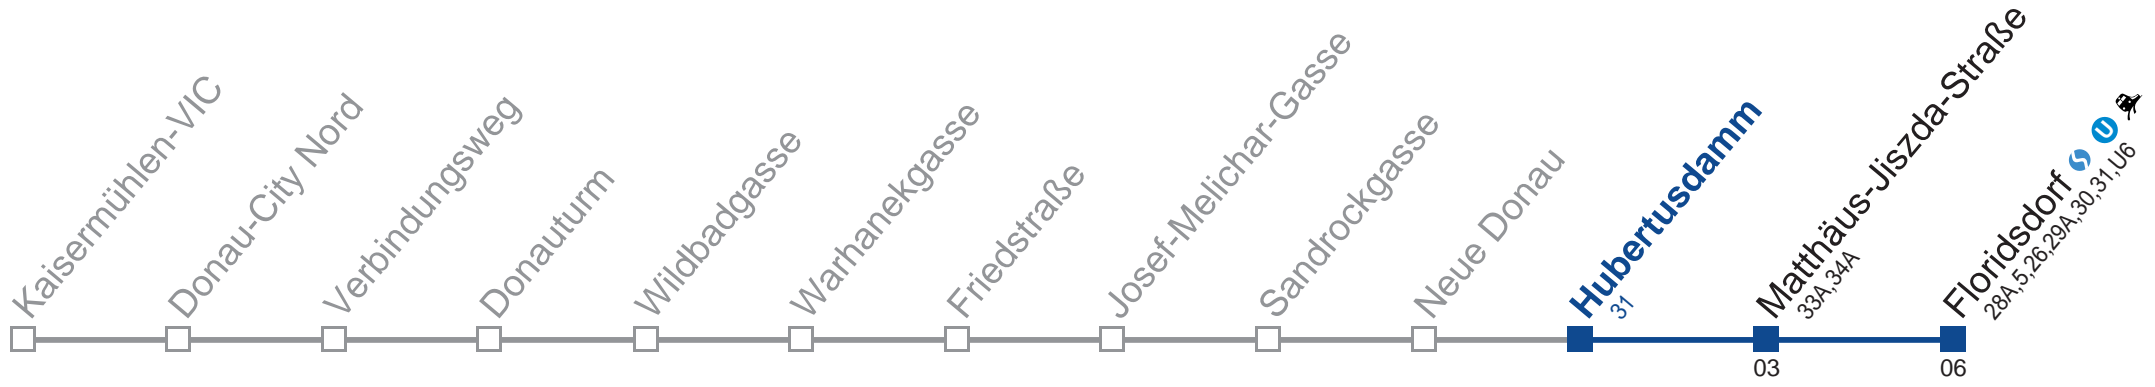 Kaisermühlen-VIC
Donau-City Nord
Verbindungsweg
Donauturm
Wildbadgasse
Warhanekgasse
Friedstraße
Josef-Melichar-Gasse
Sandrockgasse
Neue Donau
Hubertusdamm
31
Matthäus-Jiszda-Straße
33A,34A
Floridsdorf S U
28A,5,26,29A,30,31,U6
03
06